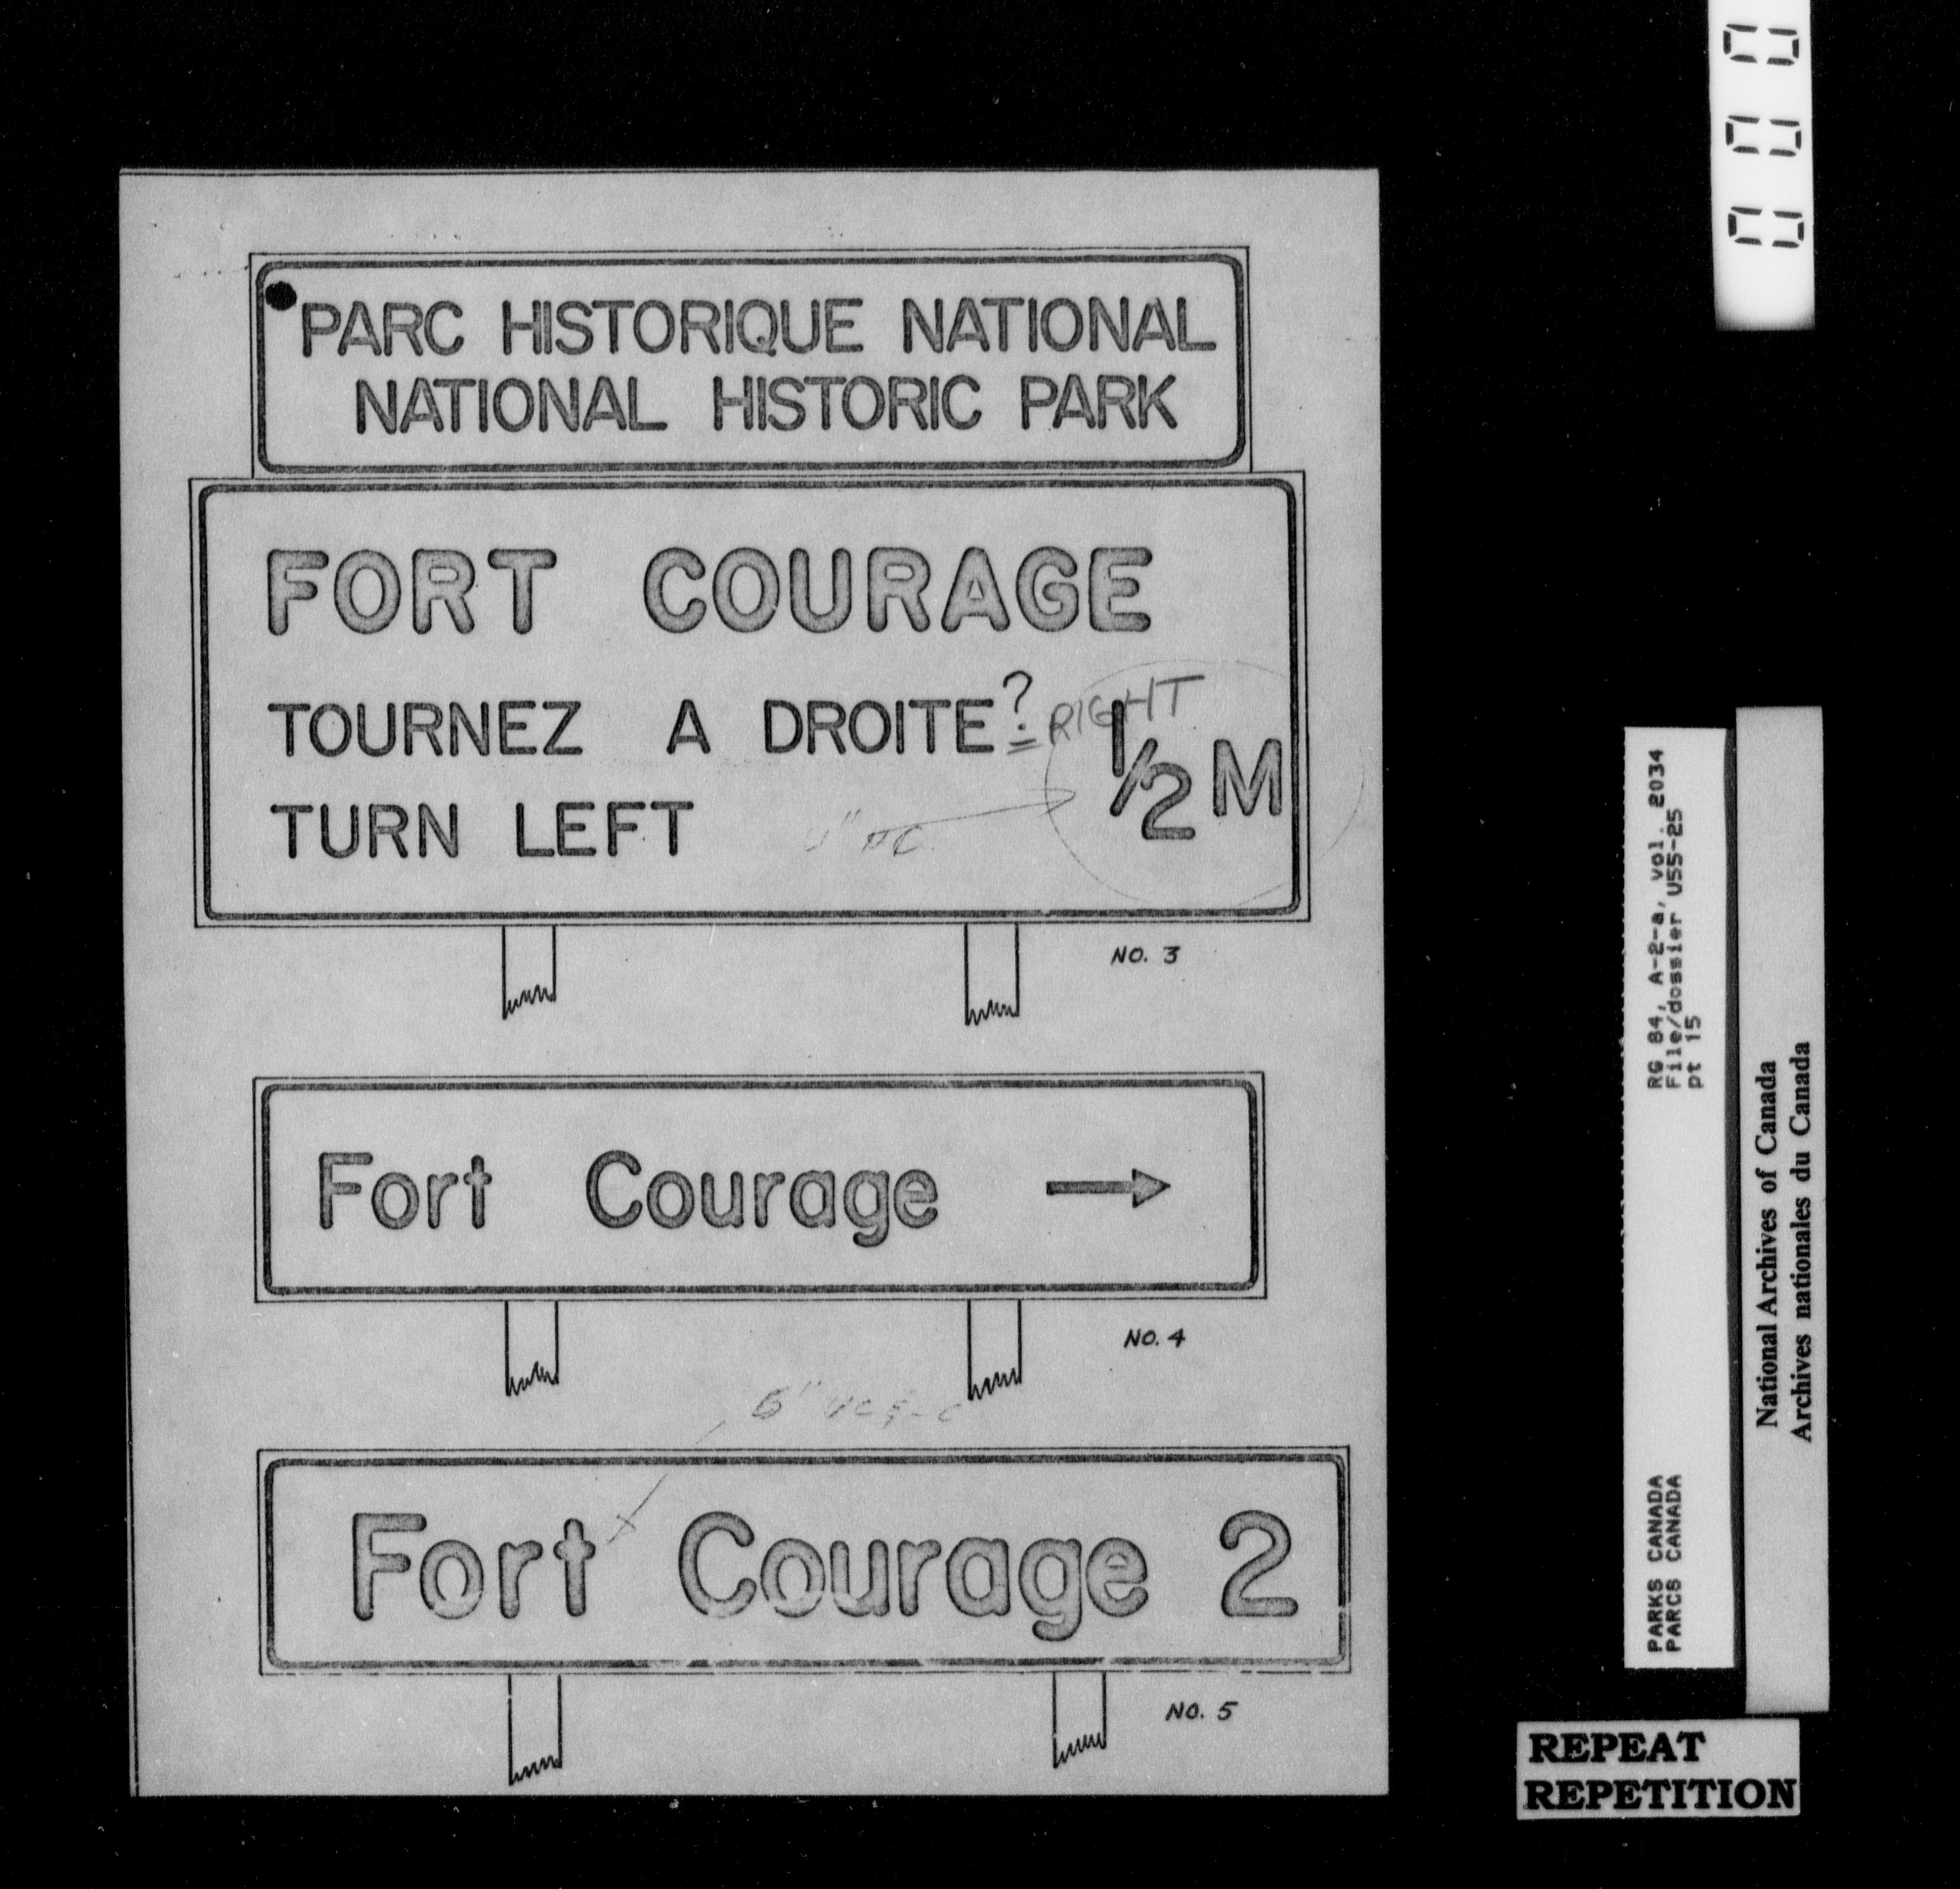 PARC HISTORIQUE NATIONAL
NATIONAL HISTORIC PARK
FORT COURAGE
TOURNEZ A DROITE ? RIGHT
TURN LEFT
1/2 M
NO. 3
Fort Courage →
NO. 4
Fort Courage 2
NO. 5
RG 84, A-2-a, vol. 2034
File/dossier U55-25
pt 15
PARKS CANADA
PARCS CANADA
National Archives of Canada
Archives nationales du Canada
REPEAT
REPETITION